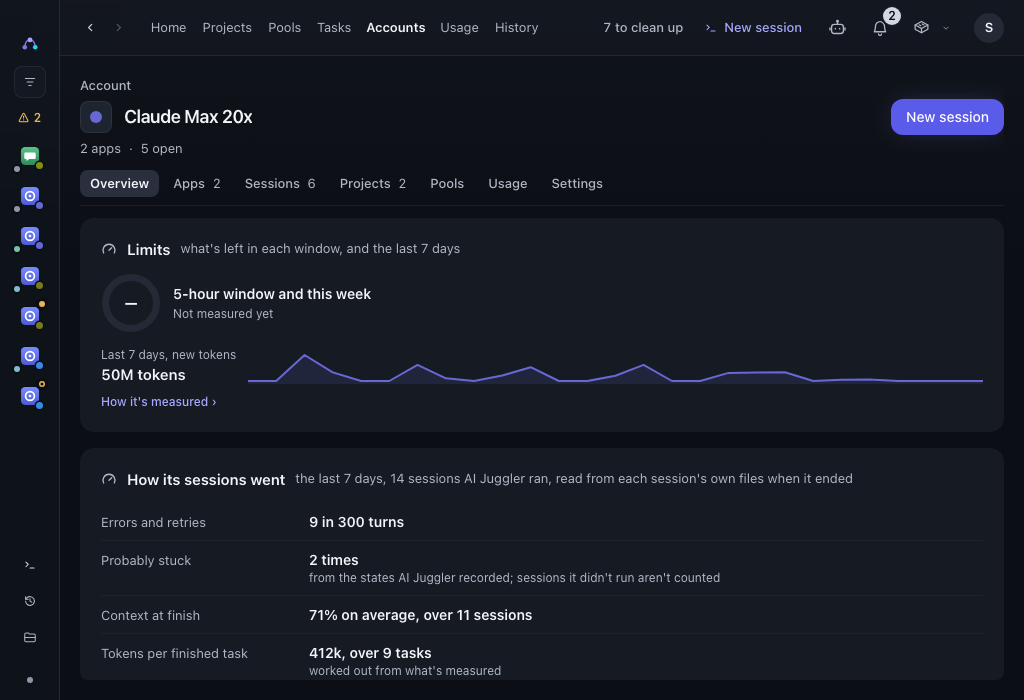 Home Projects Pools Tasks Accounts Usage History 7 to clean up New session 2 S
2
Account
Claude Max 20x
New session
2 apps · 5 open
Overview Apps 2 Sessions 6 Projects 2 Pools Usage Settings
Limits what's left in each window, and the last 7 days
–
5-hour window and this week
Not measured yet
Last 7 days, new tokens
50M tokens
How it's measured ›
How its sessions went the last 7 days, 14 sessions AI Juggler ran, read from each session's own files when it ended
Errors and retries 9 in 300 turns
Probably stuck 2 times
from the states AI Juggler recorded; sessions it didn't run aren't counted
Context at finish 71% on average, over 11 sessions
Tokens per finished task 412k, over 9 tasks
worked out from what's measured